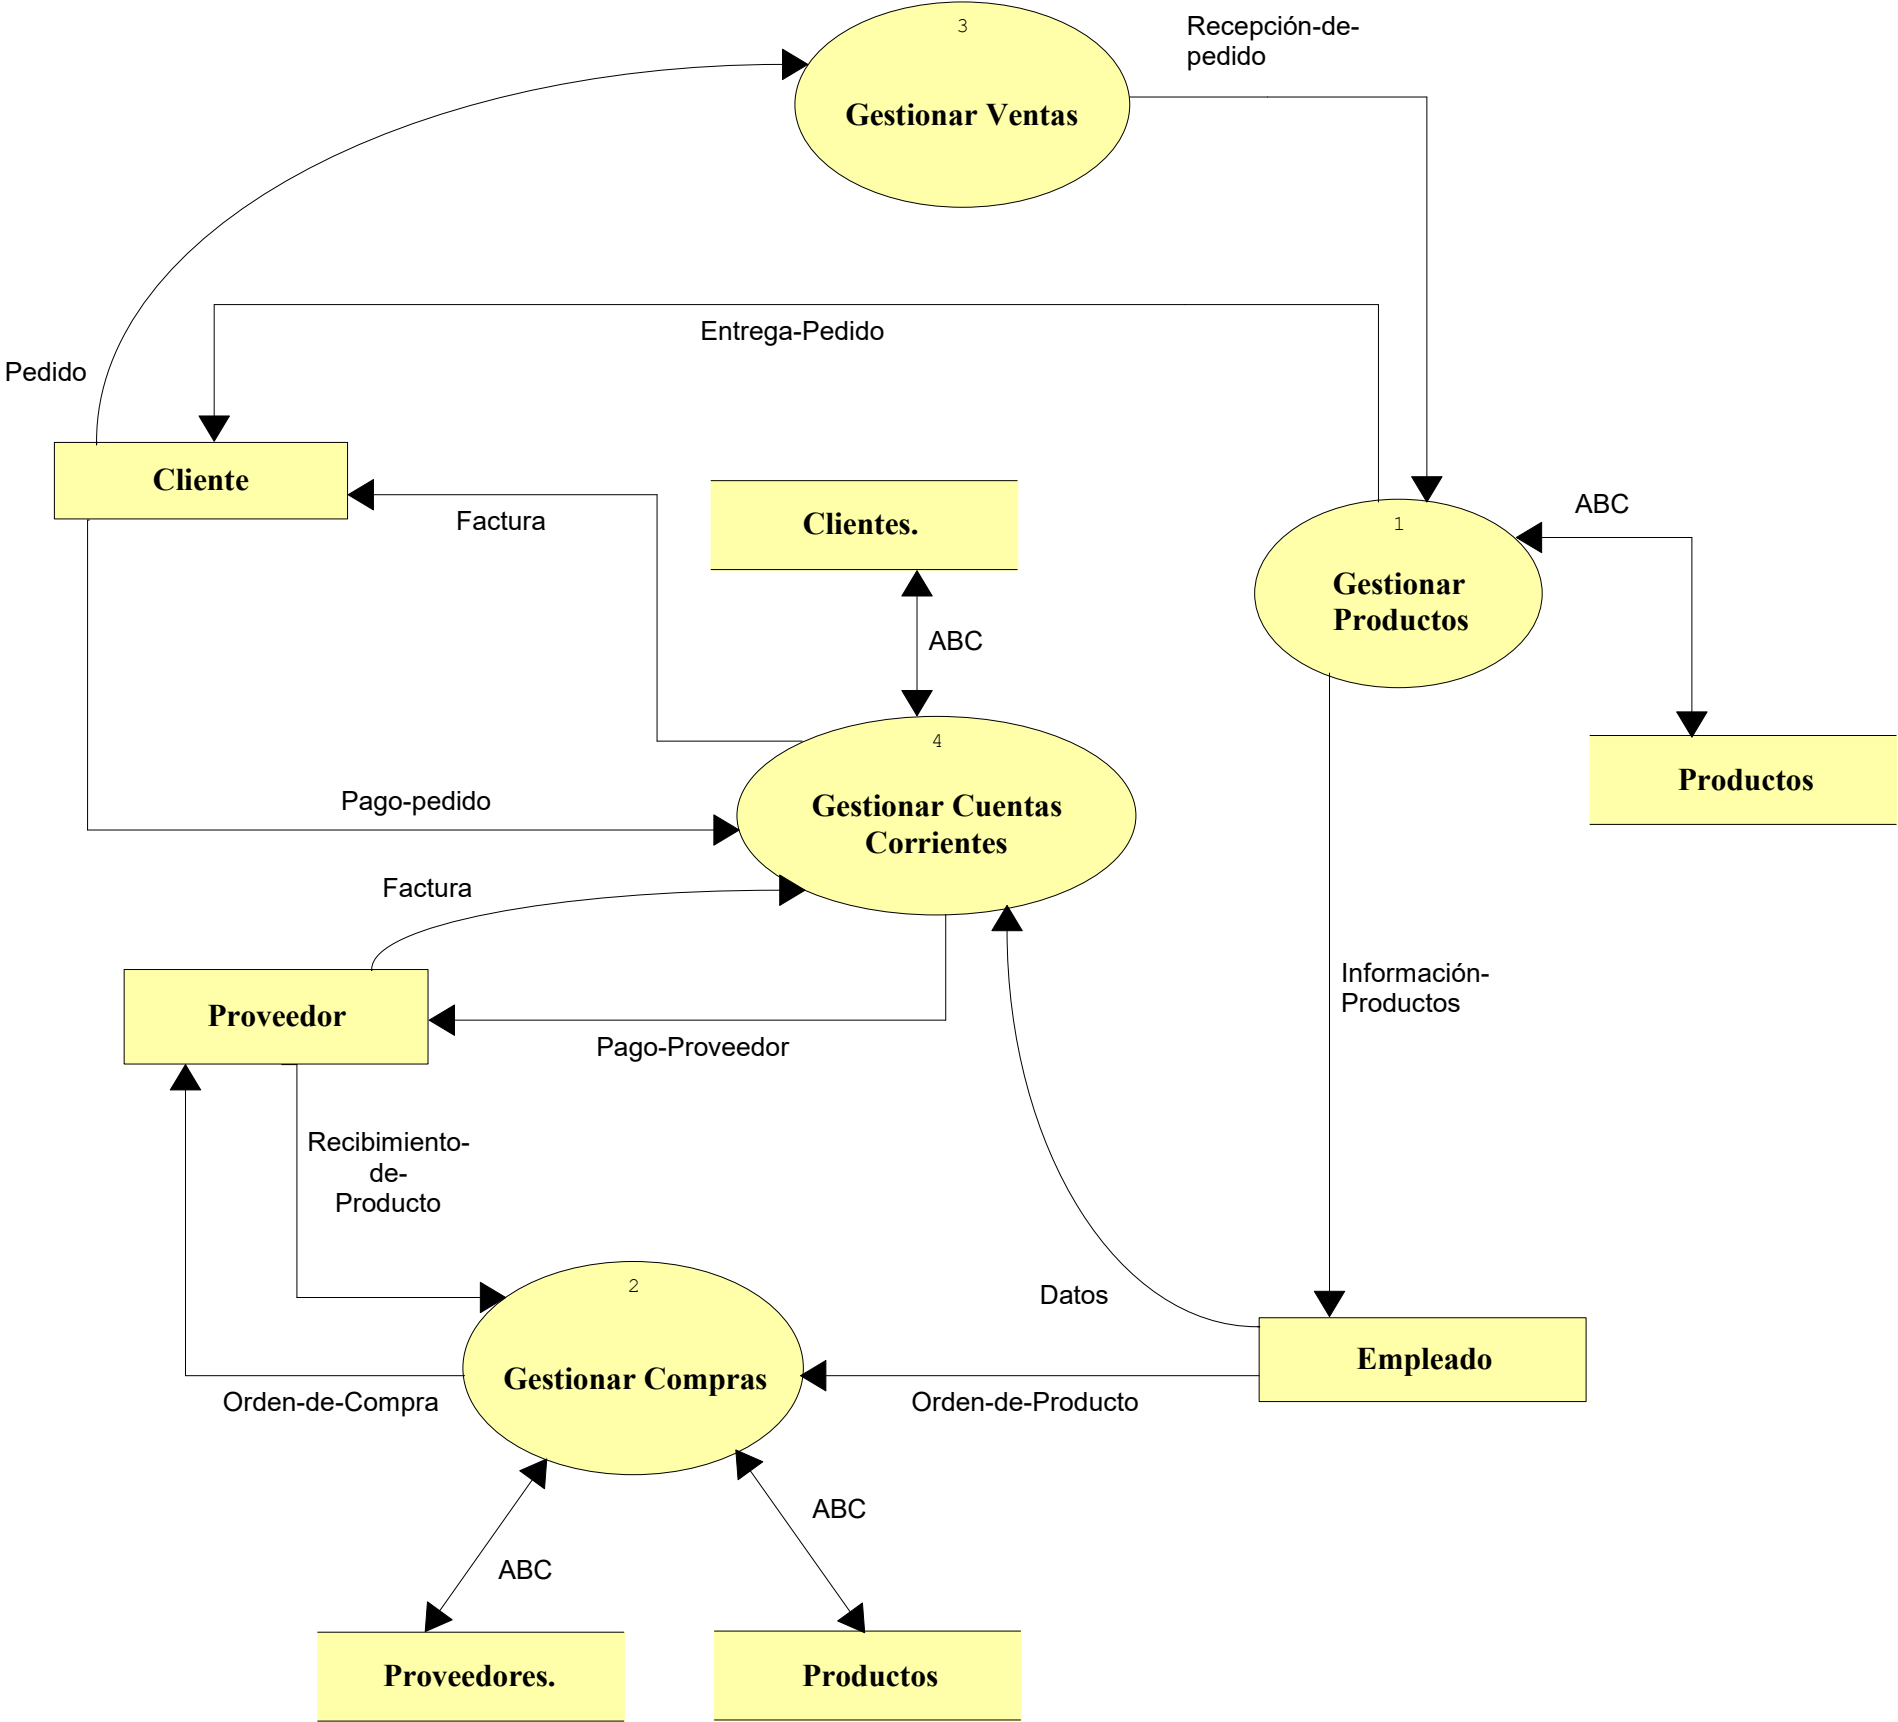 3
Gestionar Ventas
Recepción-de-
pedido
Entrega-Pedido
Pedido
Cliente
Factura
Clientes.
ABC
1
Gestionar
Productos
ABC
Productos
4
Gestionar Cuentas
Corrientes
Pago-pedido
Factura
Proveedor
Pago-Proveedor
Información-
Productos
Recibimiento-
de-
Producto
2
Gestionar Compras
Datos
Empleado
Orden-de-Compra
Orden-de-Producto
ABC
ABC
Proveedores.
Productos